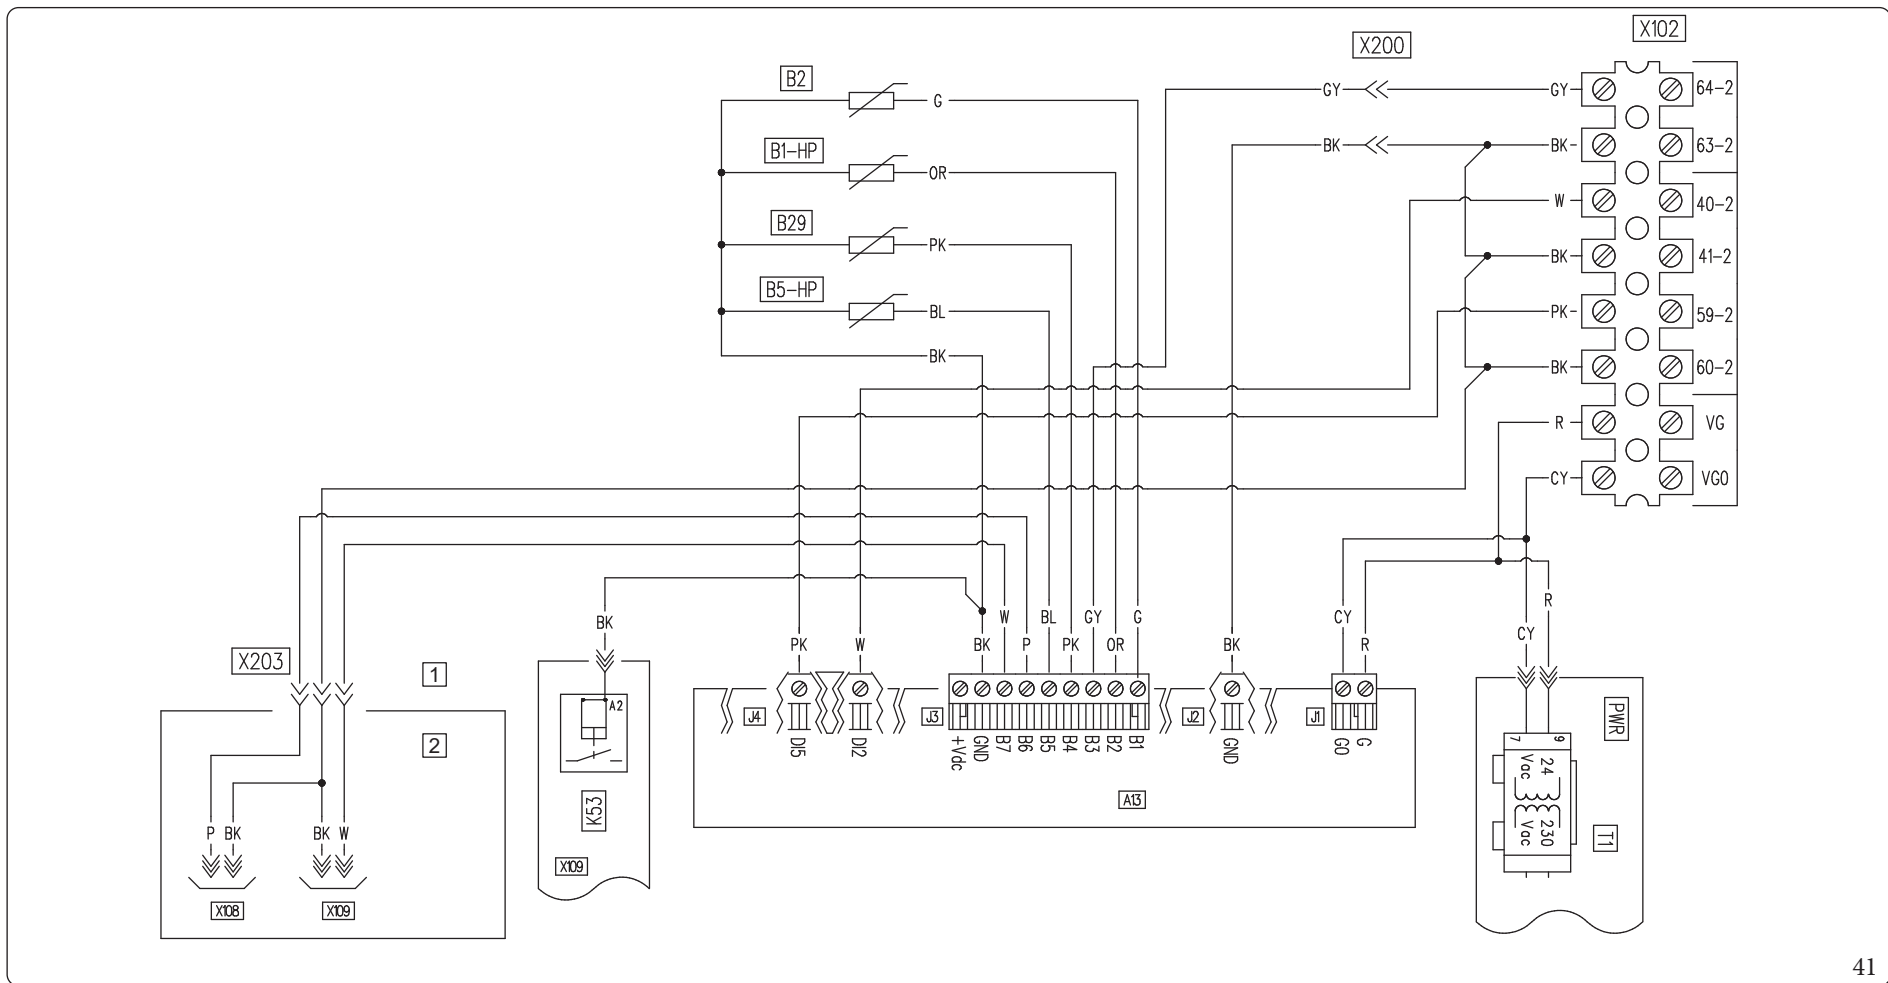 X102
X200
B2
G
GY
GY
64-2
B1-HP
OR
BK
BK
63-2
B29
PK
W
40-2
BK
41-2
B5-HP
BL
PK
59-2
BK
BK
60-2
R
VG
CY
VG0
BK
W
BL
GY
G
CY
R
PK
W
BK
P
PK
OR
BK
R
CY
X203
1
2
A2
K53
X109
J4
J3
J2
J1
DI5
DI2
+Vdc
GND
B7
B6
B5
B4
B3
B2
B1
GND
G0
G
A13
PWR
7
9
24
Vac
230
Vac
T1
P
BK
BK
W
X108
X109
41